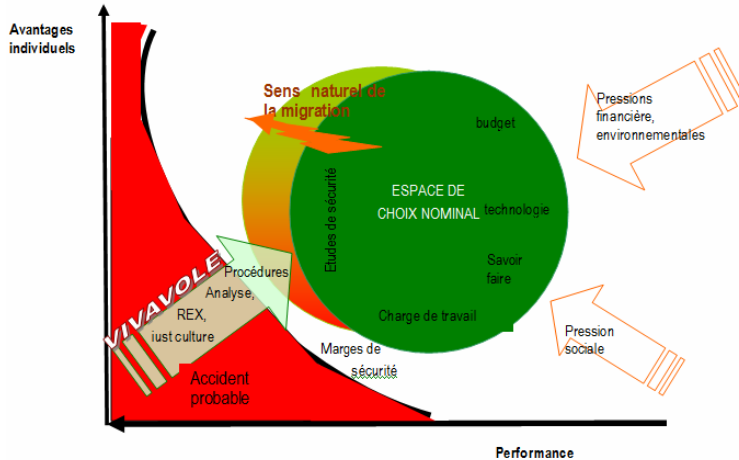 Avantages
individuels
Sens naturel de
la migration
Pressions
financière,
environnementales
budget
Etudes de sécurité
ESPACE DE
CHOIX NOMINAL
technologie
Savoir
faire
Charge de travail
VIVAVOLE
Procédures
Analyse,
REX,
iust culture
Pression
sociale
Marges de
sécurité
Accident
probable
Performance